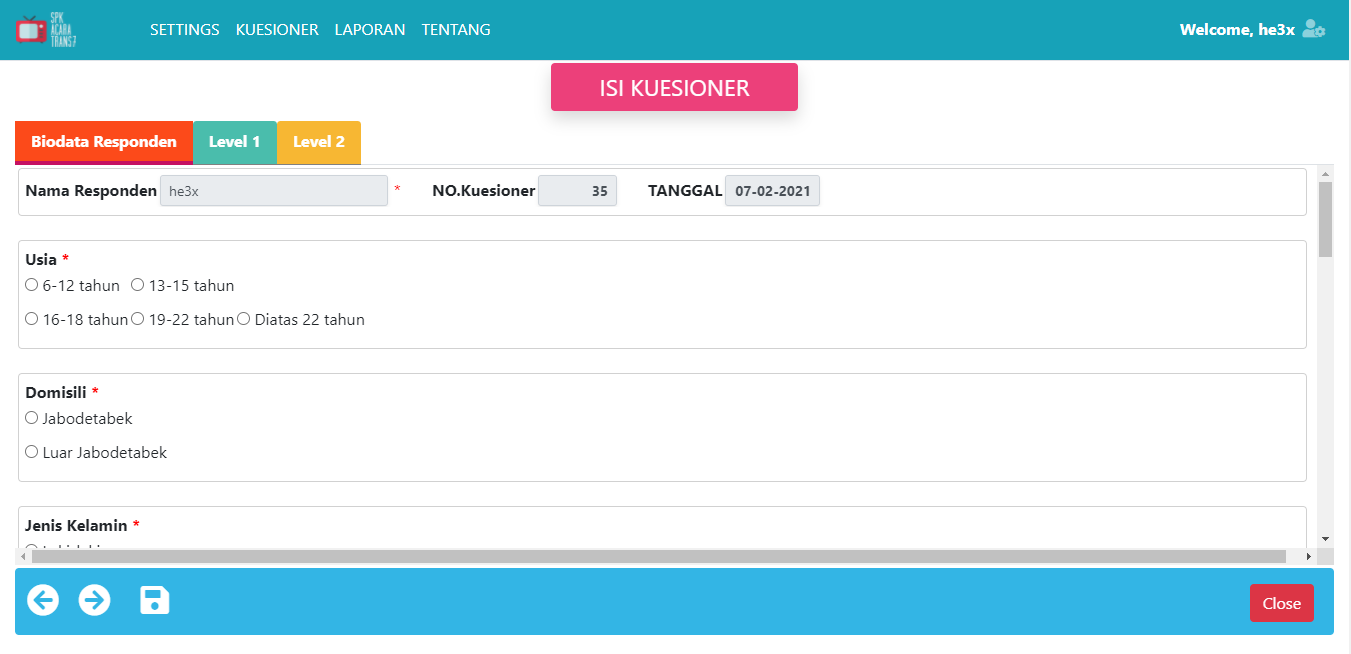 SPK
ACARA
TRANS7
SETTINGS KUESIONER LAPORAN TENTANG
Welcome, he3x
ISI KUESIONER
Biodata Responden Level 1 Level 2
Nama Responden he3x * NO.Kuesioner 35 TANGGAL 07-02-2021
Usia *
6-12 tahun 13-15 tahun
16-18 tahun 19-22 tahun Diatas 22 tahun
Domisili *
Jabodetabek
Luar Jabodetabek
Jenis Kelamin *
Close